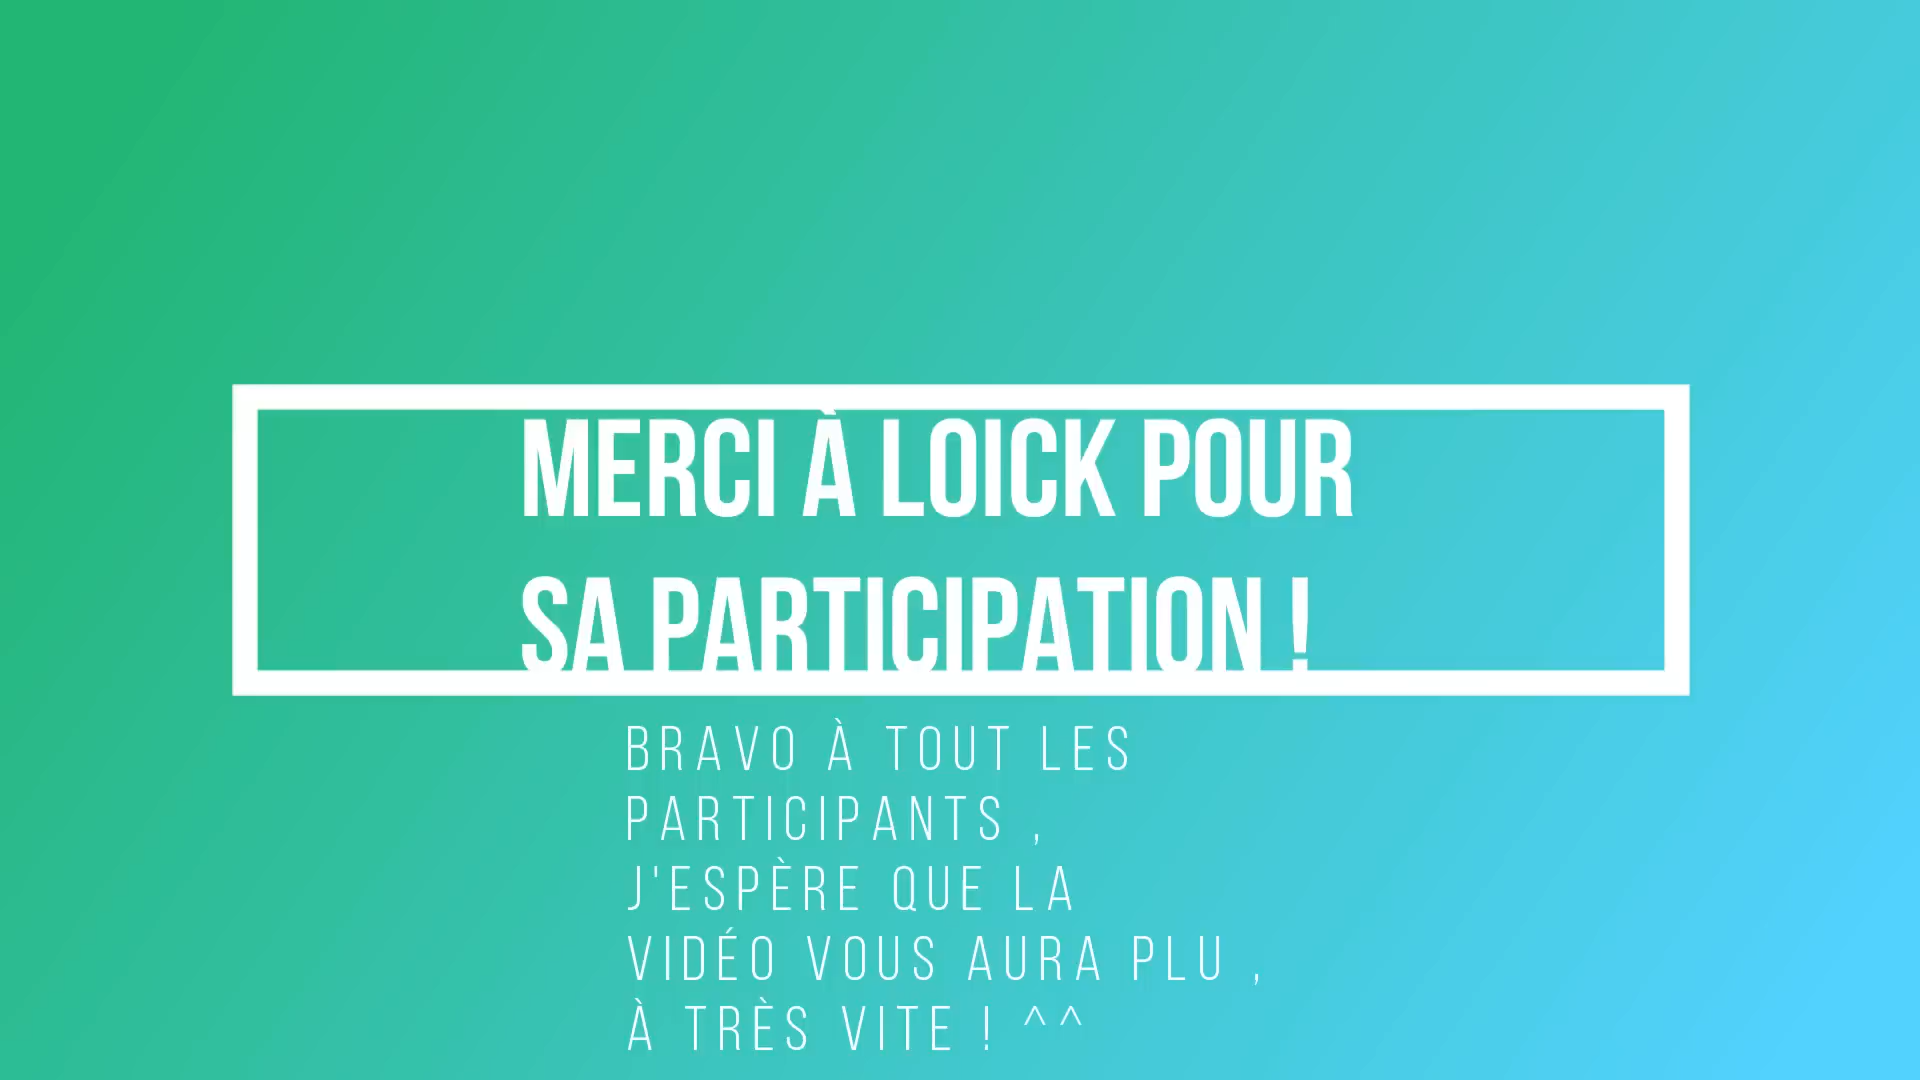 MERCI À LOICK POUR
SA PARTICIPATION !
BRAVO À TOUT LES
PARTICIPANTS ,
J'ESPÈRE QUE LA
VIDÉO VOUS AURA PLU ,
À TRÈS VITE ! ^^